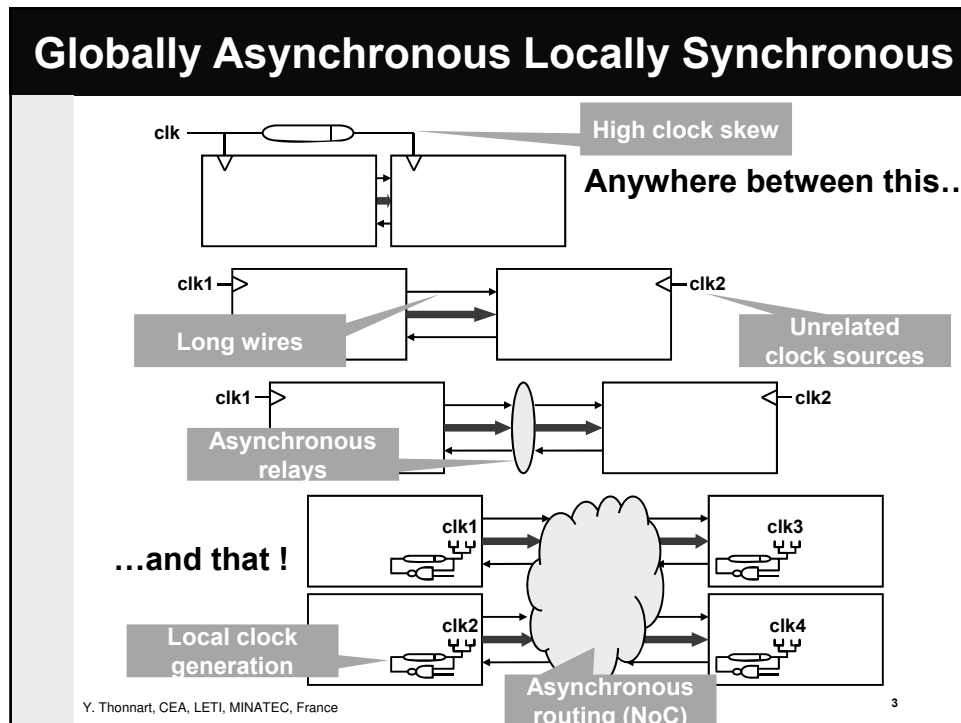 Globally Asynchronous Locally Synchronous
clk
High clock skew
Anywhere between this..
clk1
clk2
Long wires
Unrelated
clock sources
clk1
clk2
Asynchronous
relays
clk1
clk3
…and that !
clk2
clk4
Local clock
generation
Asynchronous
routing (NoC)
Y. Thonnart, CEA, LETI, MINATEC, France
3